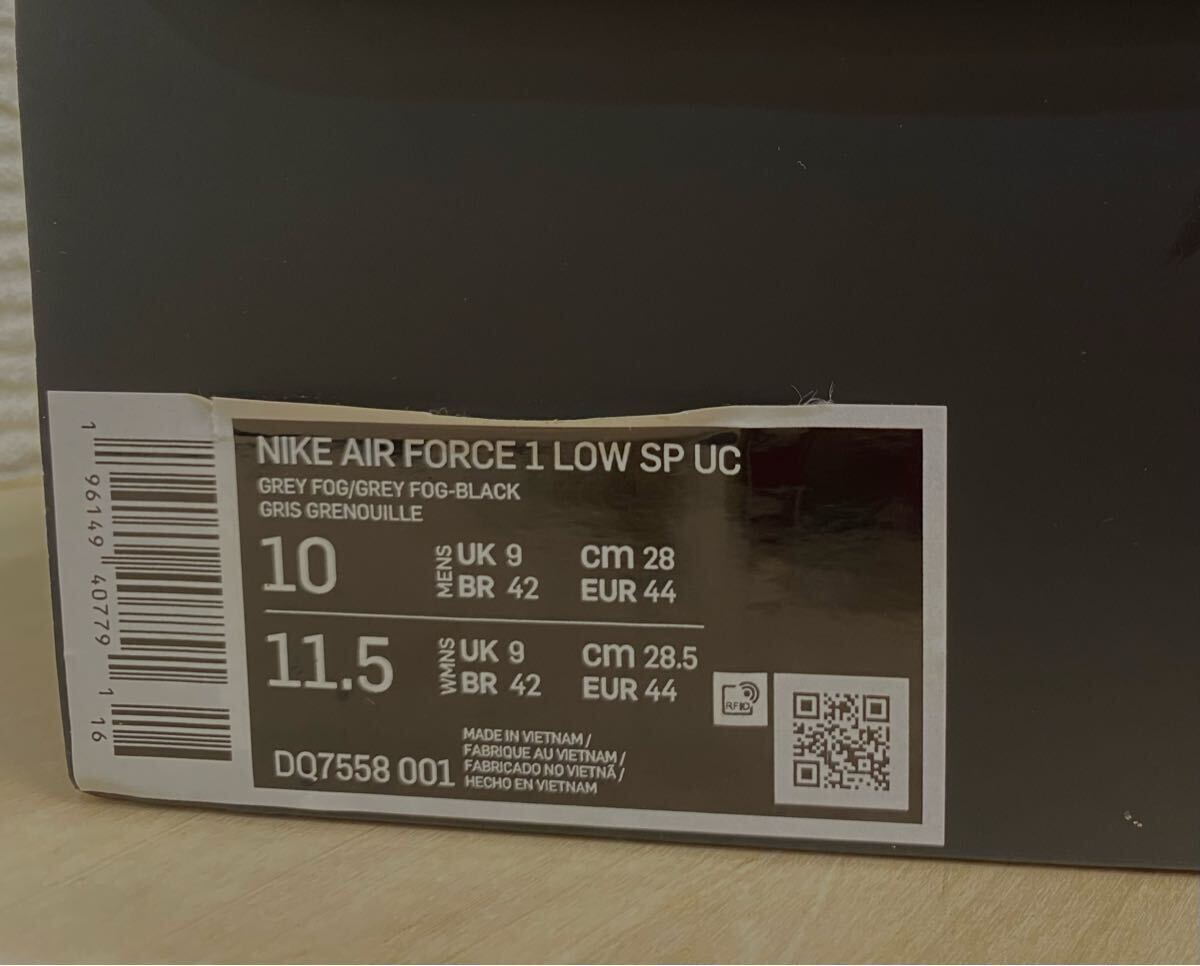 NIKE AIR FORCE 1 LOW SP UC
GREY FOG/GREY FOG-BLACK
GRIS GRENOUILLE
10 MENS UK 9 cm 28
BR 42 EUR 44
11.5 WMNS UK 9 cm 28.5
BR 42 EUR 44
RFID
DQ7558 001
MADE IN VIETNAM /
FABRIQUE AU VIETNAM /
FABRICADO NO VIETNÃ /
HECHO EN VIETNAM
1 96149 40779 1 16